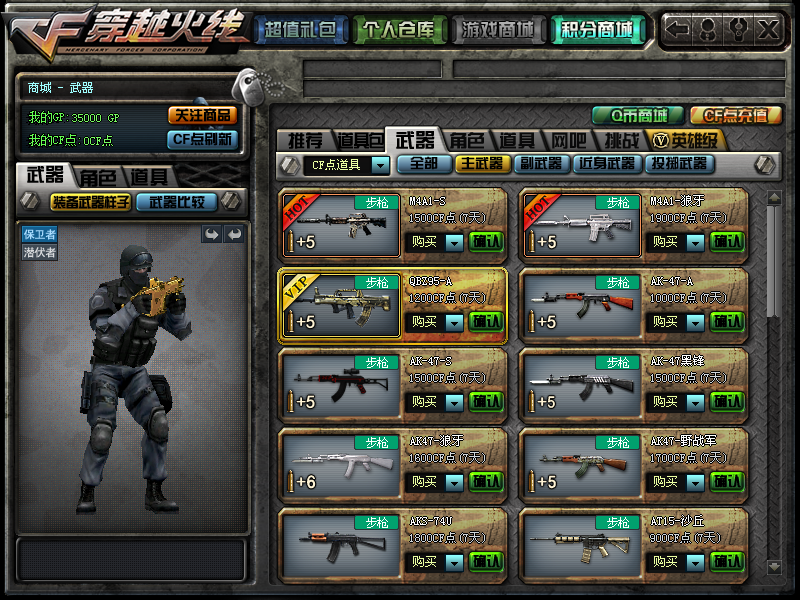 CF穿越火线
MERCENARY FORCES CORPORATION
超值礼包 个人仓库 游戏商城 积分商城
商城 - 武器
我的GP:35000 GP 关注商品
我的CF点:0CF点 CF点刷新
Q币商城 CF点充值
武器 角色 道具
装备武器样子 武器比较
推荐 道具包 武器 角色 道具 网吧 挑战 V英雄级
CF点道具 全部 主武器 副武器 近身武器 投掷武器
保卫者
潜伏者
HOT 步枪 +5
M4A1-S
1500CF点(7天)
购买 确认
HOT 步枪 +5
M4A1-狼牙
1900CF点(7天)
购买 确认
VIP 步枪 +5
QBZ95-A
1200CF点(7天)
购买 确认
步枪 +5
AK-47-A
1000CF点(7天)
购买 确认
步枪 +5
AK-47-S
1500CF点(7天)
购买 确认
步枪 +5
AK-47黑锋
1500CF点(7天)
购买 确认
步枪 +6
AK47-狼牙
1800CF点(7天)
购买 确认
步枪 +5
AK47-野战军
1700CF点(7天)
购买 确认
步枪
AKS-74U
1800CF点(7天)
购买 确认
步枪
AT15-沙丘
900CF点(7天)
购买 确认